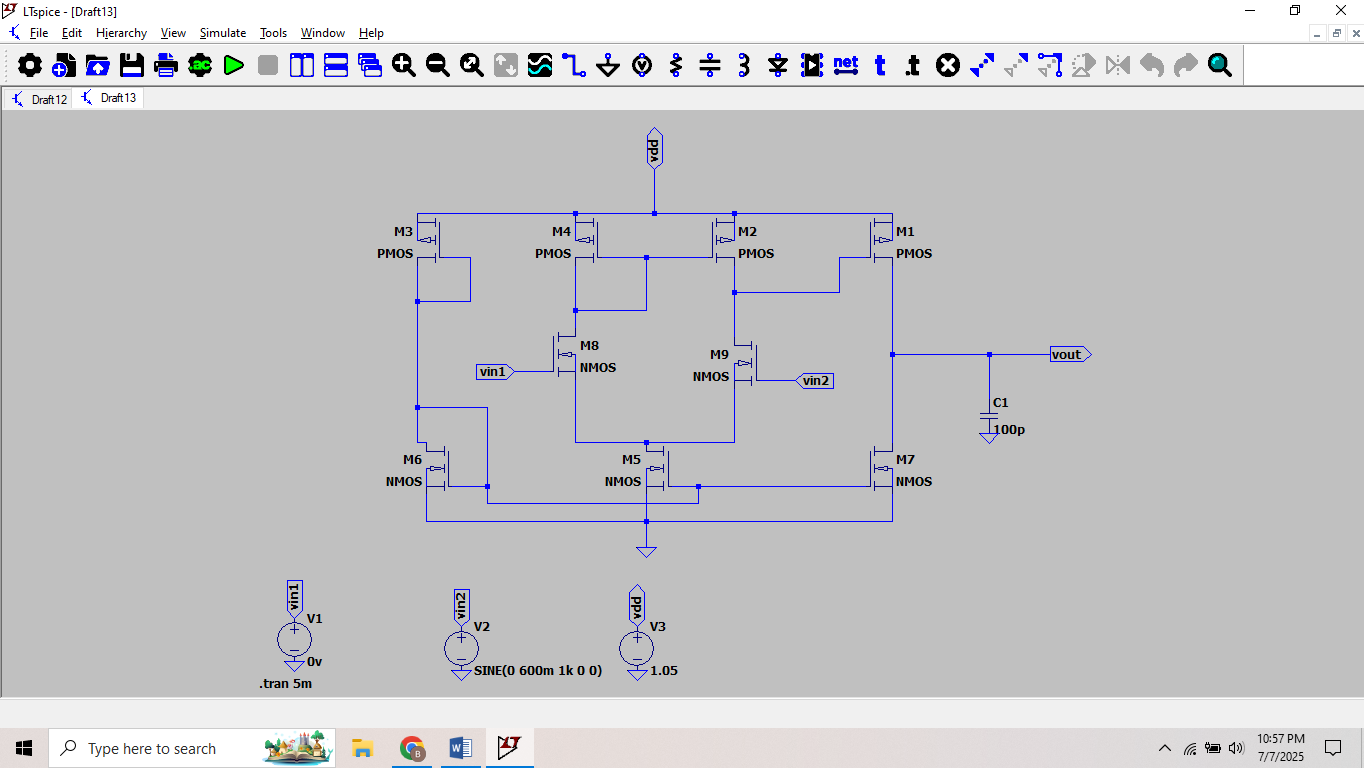 LTspice - [Draft13]
File Edit Hierarchy View Simulate Tools Window Help
.ac net t .t
Draft12 Draft13
vdd
M3 M4 M2 M1
PMOS PMOS PMOS PMOS
M8
NMOS
M9
NMOS
vin1
vin2
vout
C1
100p
M6 M5 M7
NMOS NMOS NMOS
vin1
V1
0v
.tran 5m
vin2
V2
SINE(0 600m 1k 0 0)
vdd
V3
1.05
Type here to search
10:57 PM
7/7/2025